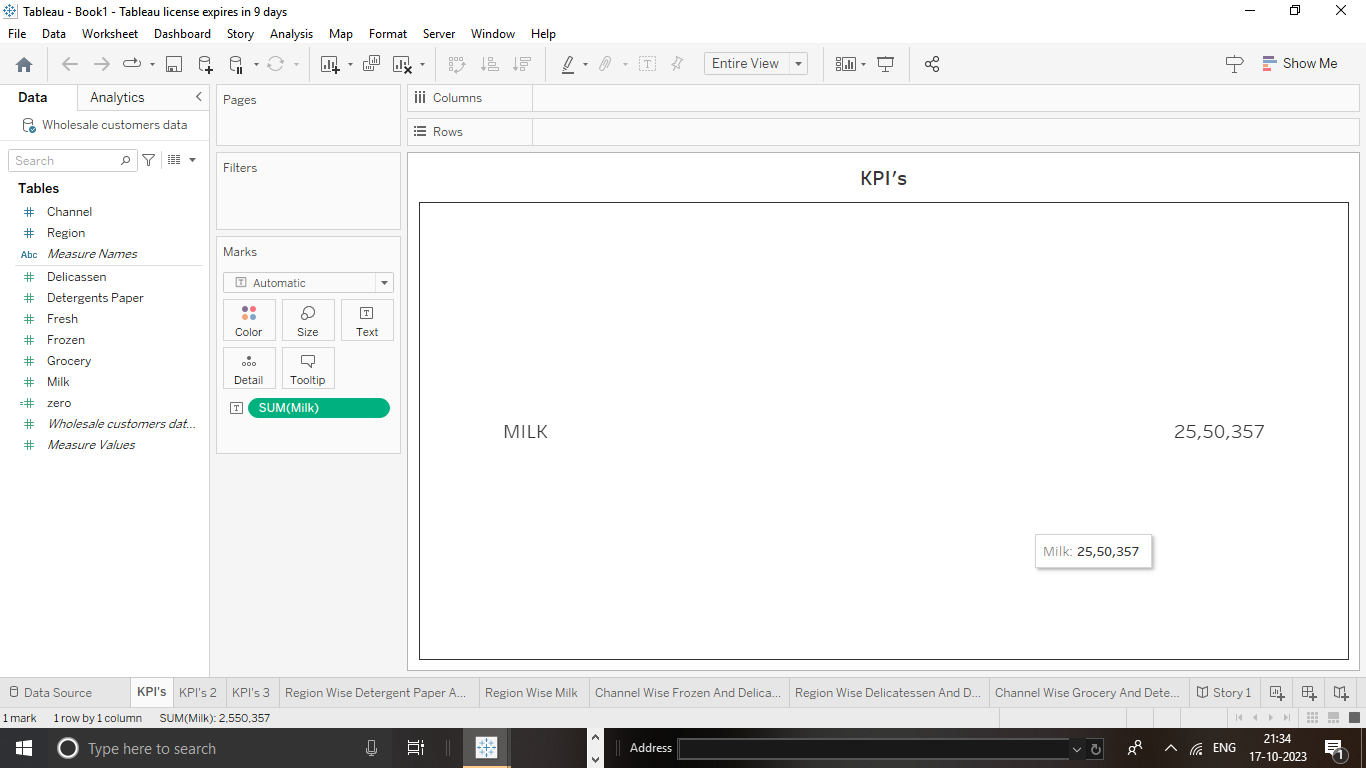 Tableau - Book1 - Tableau license expires in 9 days
File Data Worksheet Dashboard Story Analysis Map Format Server Window Help
Entire View
Show Me
Data Analytics
Pages
Columns
Wholesale customers data
Rows
Search
Filters
KPI's
Tables
Channel
Region
Abc Measure Names
Marks
Delicassen
Automatic
Detergents Paper
Fresh
Color Size Text
Frozen
Grocery
Milk
Detail Tooltip
zero
SUM(Milk)
Wholesale customers dat...
Measure Values
MILK 25,50,357
Milk: 25,50,357
Data Source KPI's KPI's 2 KPI's 3 Region Wise Detergent Paper A... Region Wise Milk Channel Wise Frozen And Delica... Region Wise Delicatessen And D... Channel Wise Grocery And Dete... Story 1
1 mark 1 row by 1 column SUM(Milk): 2,550,357
Type here to search
Address
ENG
21:34
17-10-2023
1